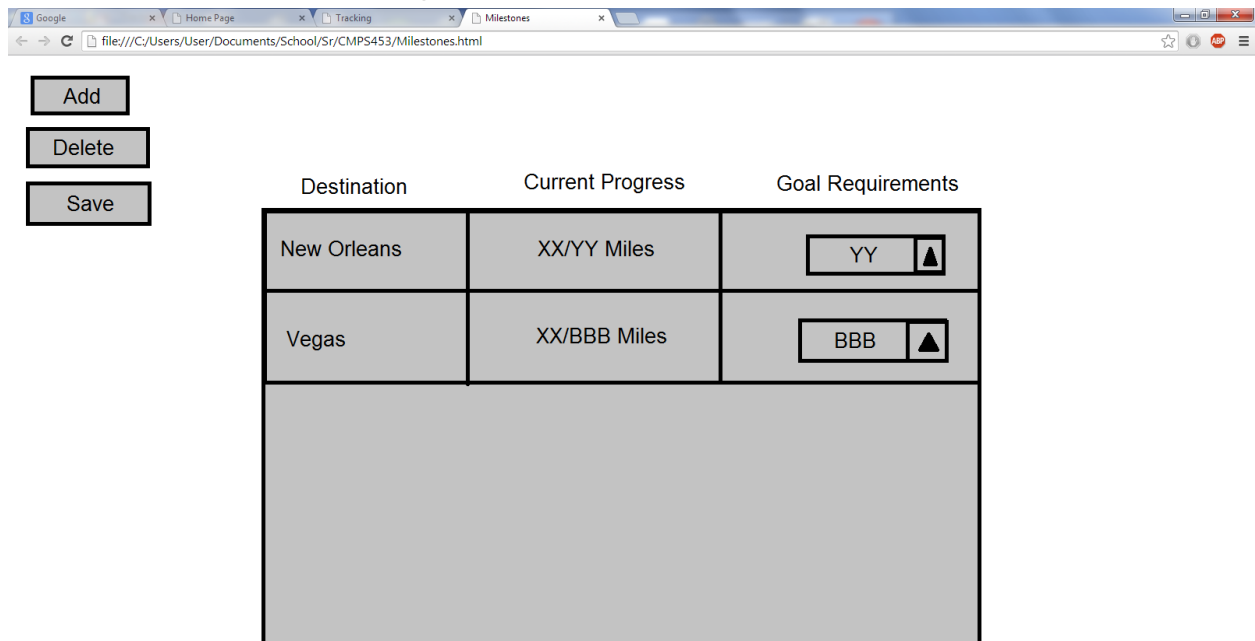 Google Home Page Tracking Milestones
file:///C:/Users/User/Documents/School/Sr/CMPS453/Milestones.html ABP
Add
Delete
Save
Destination Current Progress Goal Requirements
New Orleans XX/YY Miles YY
Vegas XX/BBB Miles BBB